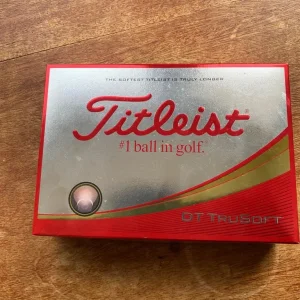 THE SOFTEST TITLEIST IS TRULY LONGER
Titleist
#1 ball in golf.
DT TRUSOFT